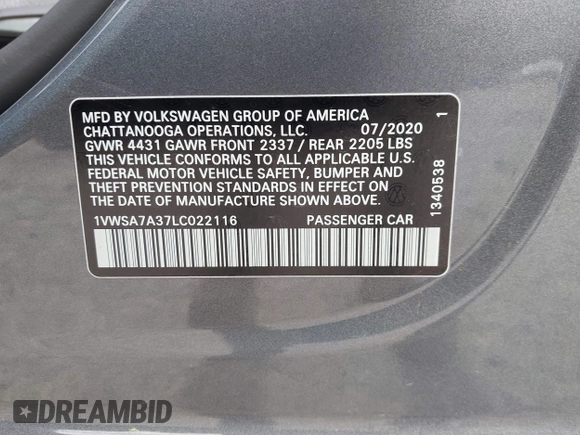 MFD BY VOLKSWAGEN GROUP OF AMERICA
CHATTANOOGA OPERATIONS, LLC. 07/2020
GVWR 4431 GAWR FRONT 2337 / REAR 2205 LBS
THIS VEHICLE CONFORMS TO ALL APPLICABLE U.S.
FEDERAL MOTOR VEHICLE SAFETY, BUMPER AND
THEFT PREVENTION STANDARDS IN EFFECT ON
THE DATE OF MANUFACTURE SHOWN ABOVE.
1VWSA7A37LC022116 PASSENGER CAR
1340538 1
DREAMBID